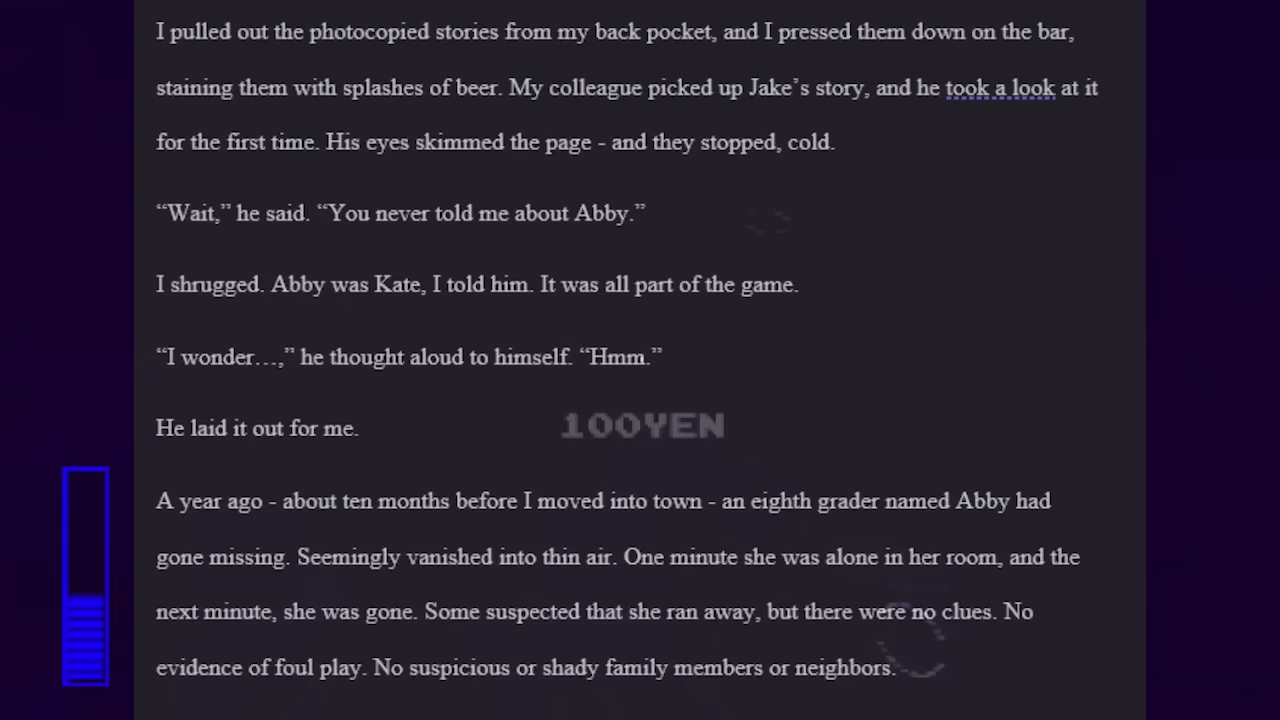 I pulled out the photocopied stories from my back pocket, and I pressed them down on the bar,
staining them with splashes of beer. My colleague picked up Jake’s story, and he took a look at it
for the first time. His eyes skimmed the page - and they stopped, cold.
“Wait,” he said. “You never told me about Abby.”
I shrugged. Abby was Kate, I told him. It was all part of the game.
“I wonder…,” he thought aloud to himself. “Hmm.”
He laid it out for me.
100YEN
A year ago - about ten months before I moved into town - an eighth grader named Abby had
gone missing. Seemingly vanished into thin air. One minute she was alone in her room, and the
next minute, she was gone. Some suspected that she ran away, but there were no clues. No
evidence of foul play. No suspicious or shady family members or neighbors.